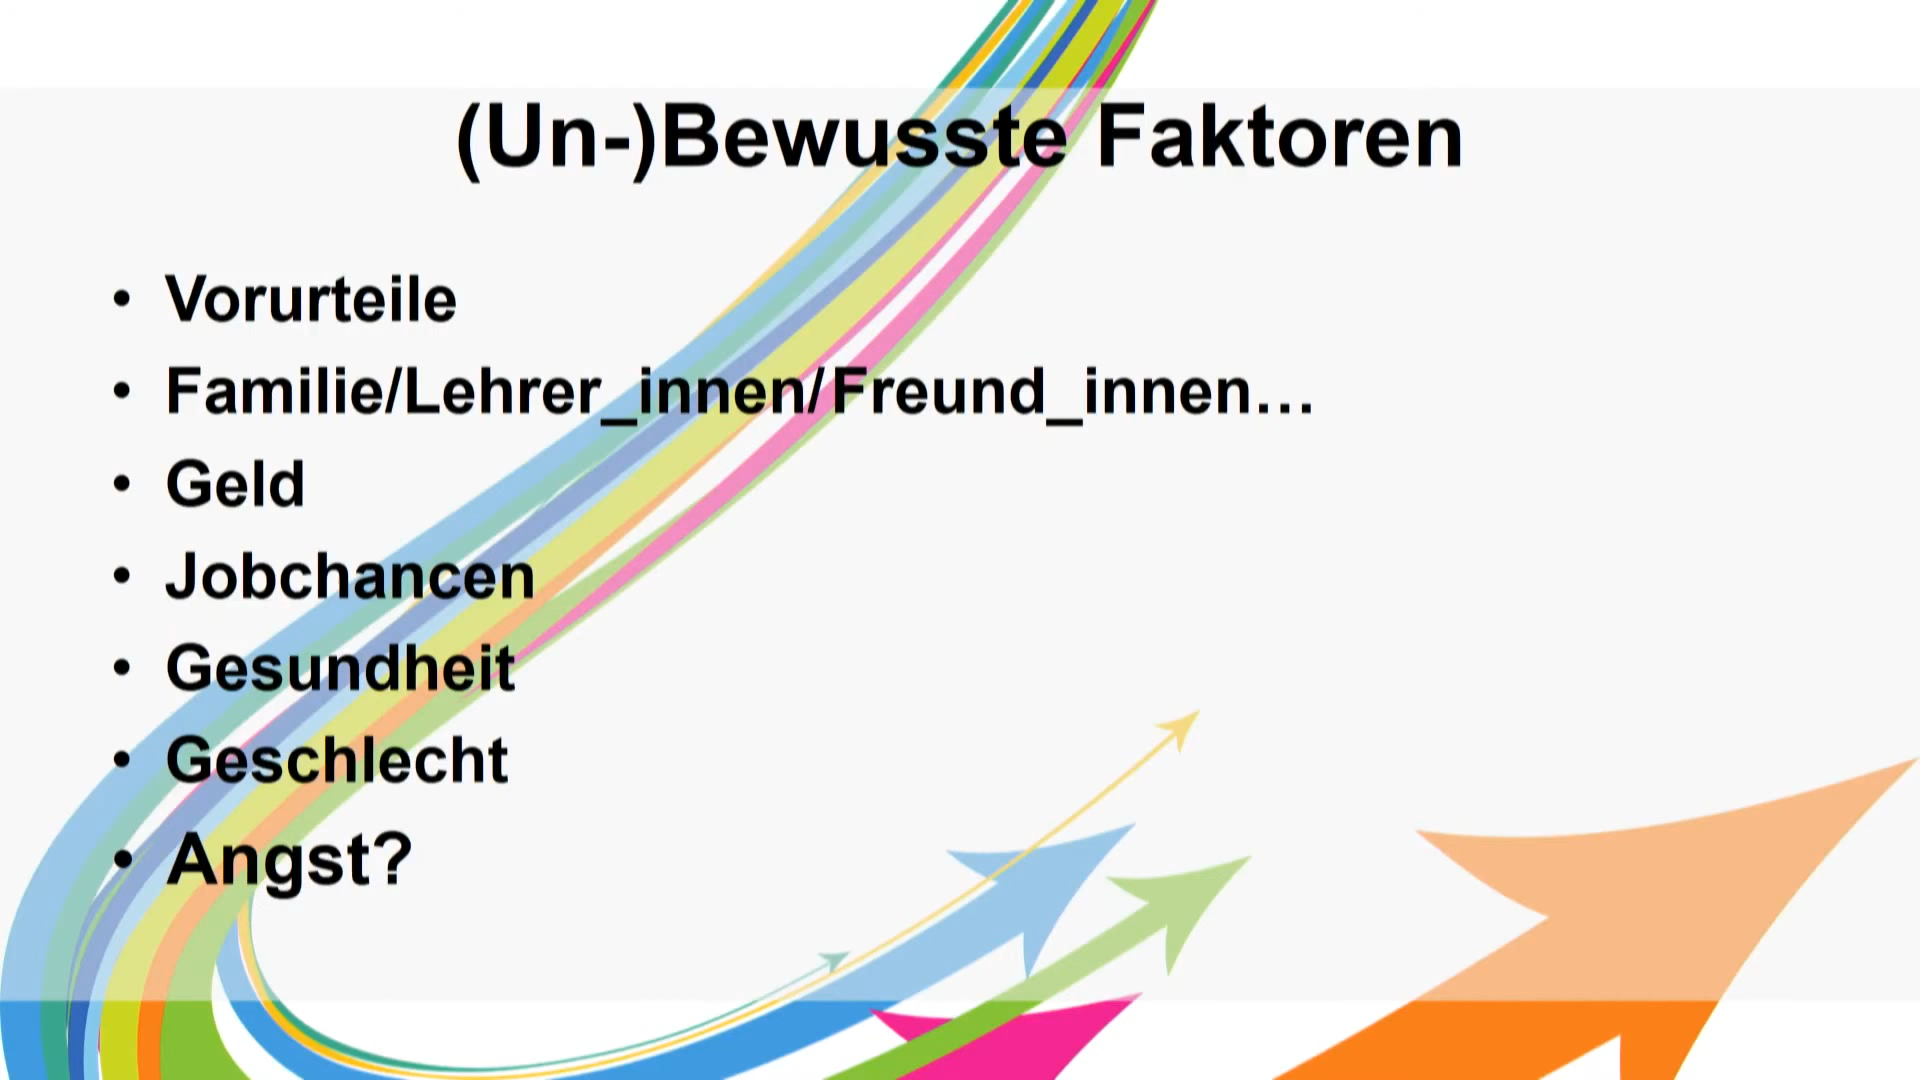 (Un-)Bewusste Faktoren
• Vorurteile
• Familie/Lehrer_innen/Freund_innen…
• Geld
• Jobchancen
• Gesundheit
• Geschlecht
• Angst?